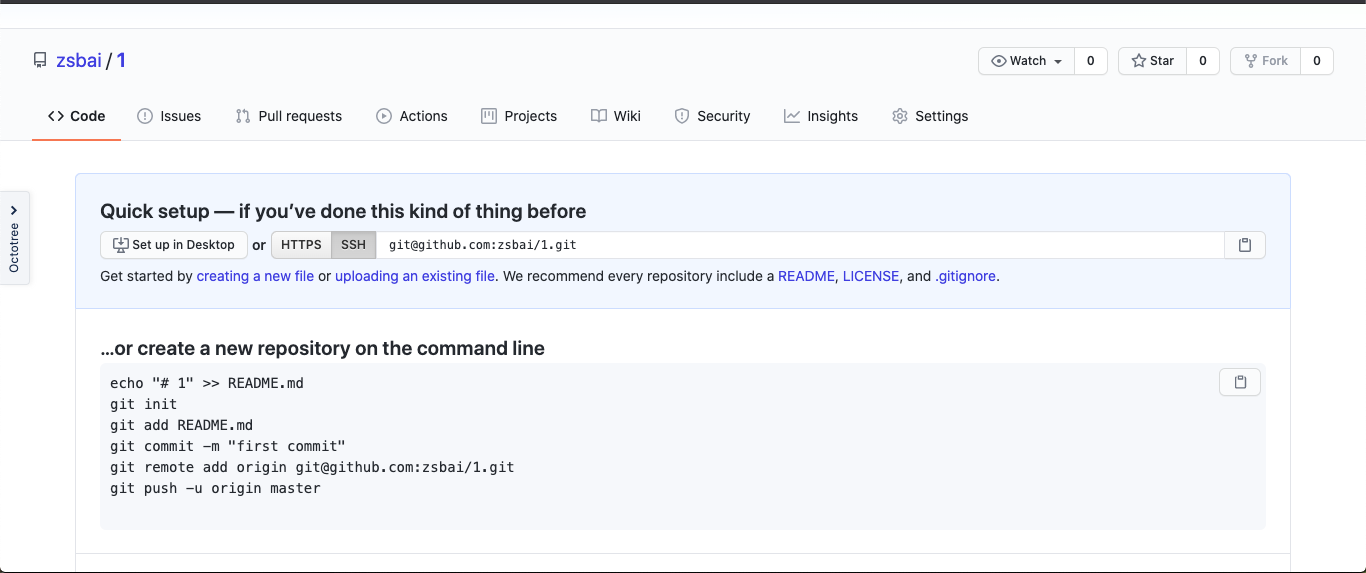 zsbai / 1
Watch 0 Star 0 Fork 0
Code Issues Pull requests Actions Projects Wiki Security Insights Settings
Octotree
Quick setup — if you’ve done this kind of thing before
Set up in Desktop or HTTPS SSH git@github.com:zsbai/1.git
Get started by creating a new file or uploading an existing file. We recommend every repository include a README, LICENSE, and .gitignore.
…or create a new repository on the command line
echo "# 1" >> README.md
git init
git add README.md
git commit -m "first commit"
git remote add origin git@github.com:zsbai/1.git
git push -u origin master